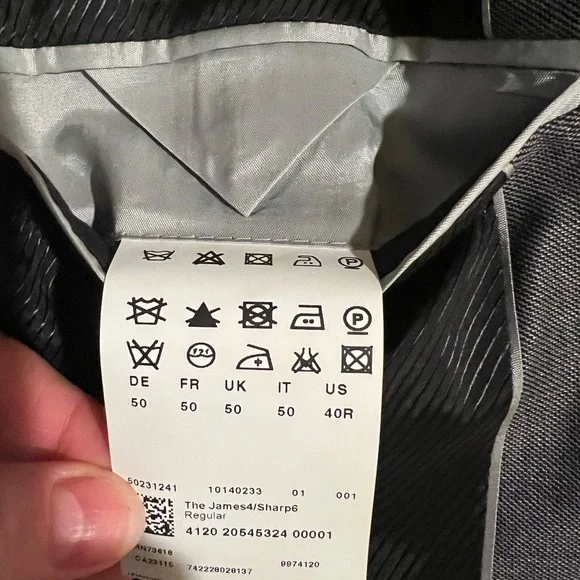 P
P
DE FR UK IT US
50 50 50 50 40R
50231241 10140233 01 001
The James4/Sharp6
Regular
4120 20545324 00001
RN73616
CA23115 742228028137 9974120